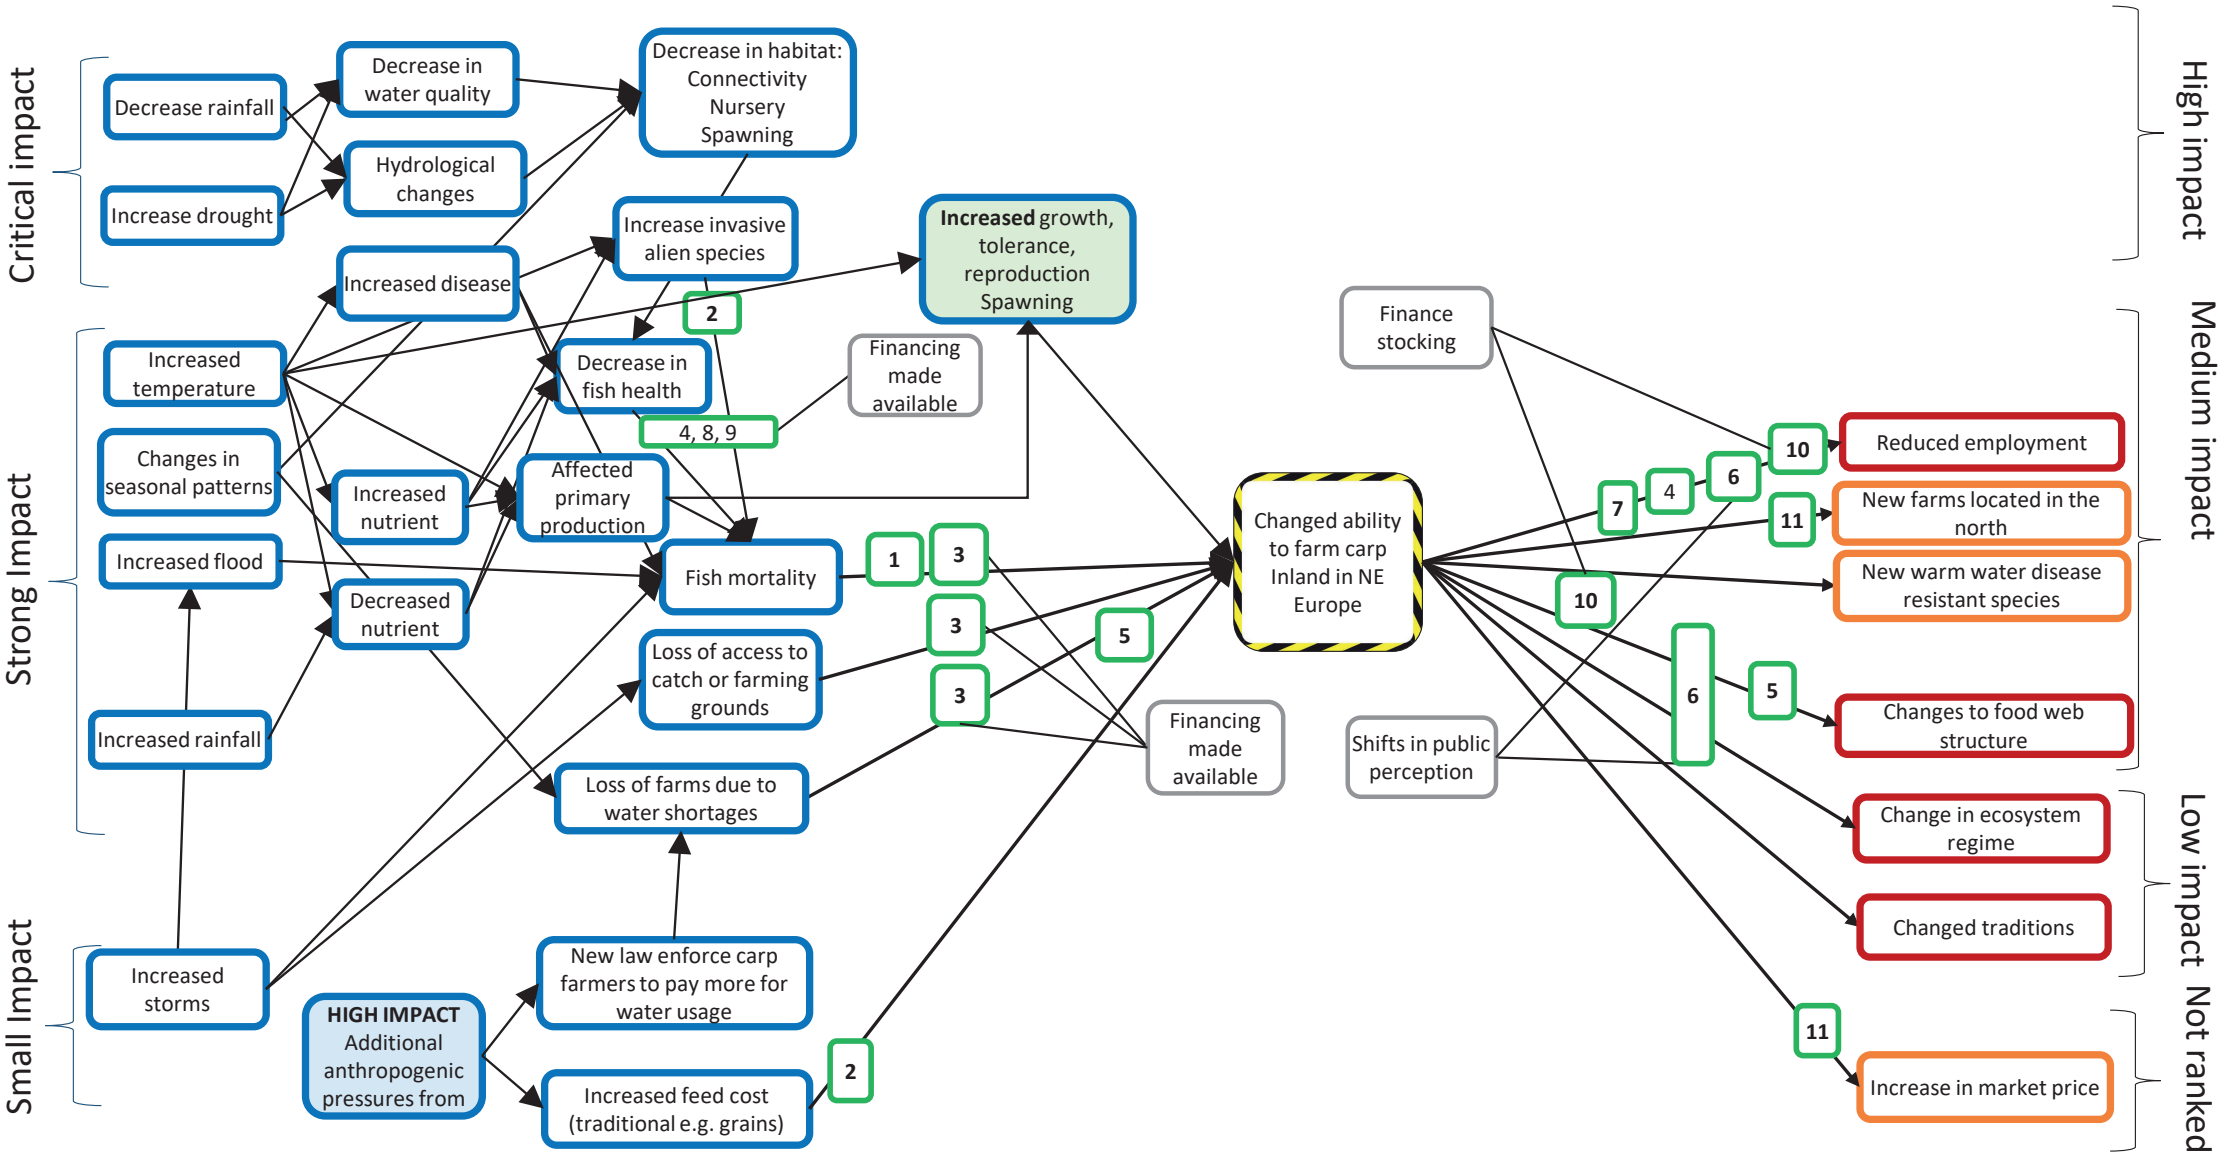 Critical impact
Strong Impact
Small Impact
Decrease rainfall
Increase drought
Increased
temperature
Changes in
seasonal patterns
Increased flood
Increased rainfall
Increased
storms
Decrease in
water quality
Hydrological
changes
Increased disease
Increased
nutrient
Decreased
nutrient
HIGH IMPACT
Additional
anthropogenic
pressures from
Decrease in habitat:
Connectivity
Nursery
Spawning
Increase invasive
alien species
2
Decrease in
fish health
4, 8, 9
Affected
primary
production
Fish mortality
Loss of access to
catch or farming
grounds
Loss of farms due to
water shortages
New law enforce carp
farmers to pay more for
water usage
Increased feed cost
(traditional e.g. grains)
2
Increased growth,
tolerance,
reproduction
Spawning
Financing
made
available
1
3
3
3
5
Financing
made
available
Changed ability
to farm carp
Inland in NE
Europe
Finance
stocking
Shifts in public
perception
7
4
6
10
11
10
6
5
11
Reduced employment
New farms located in the
north
New warm water disease
resistant species
Changes to food web
structure
Change in ecosystem
regime
Changed traditions
Increase in market price
High impact
Medium impact
Low impact
Not ranked